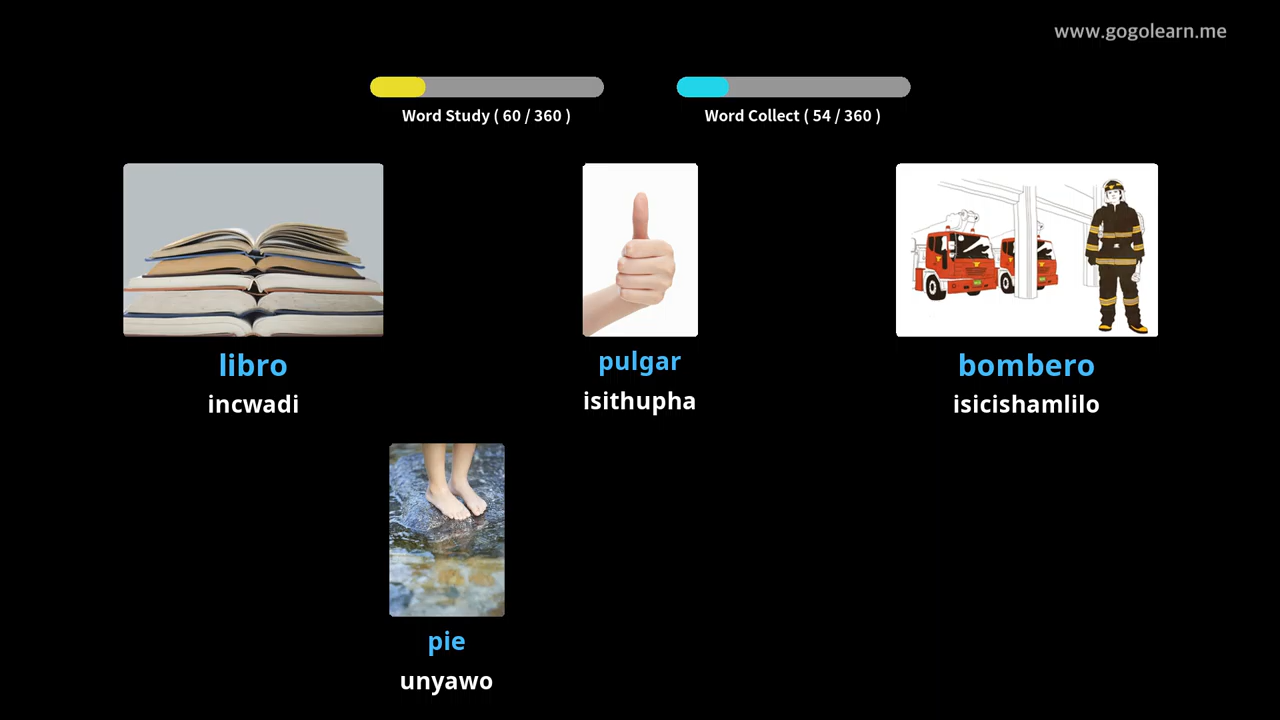 www.gogolearn.me
Word Study ( 60 / 360 )
Word Collect ( 54 / 360 )
libro
incwadi
pulgar
isithupha
bombero
isicishamlilo
pie
unyawo